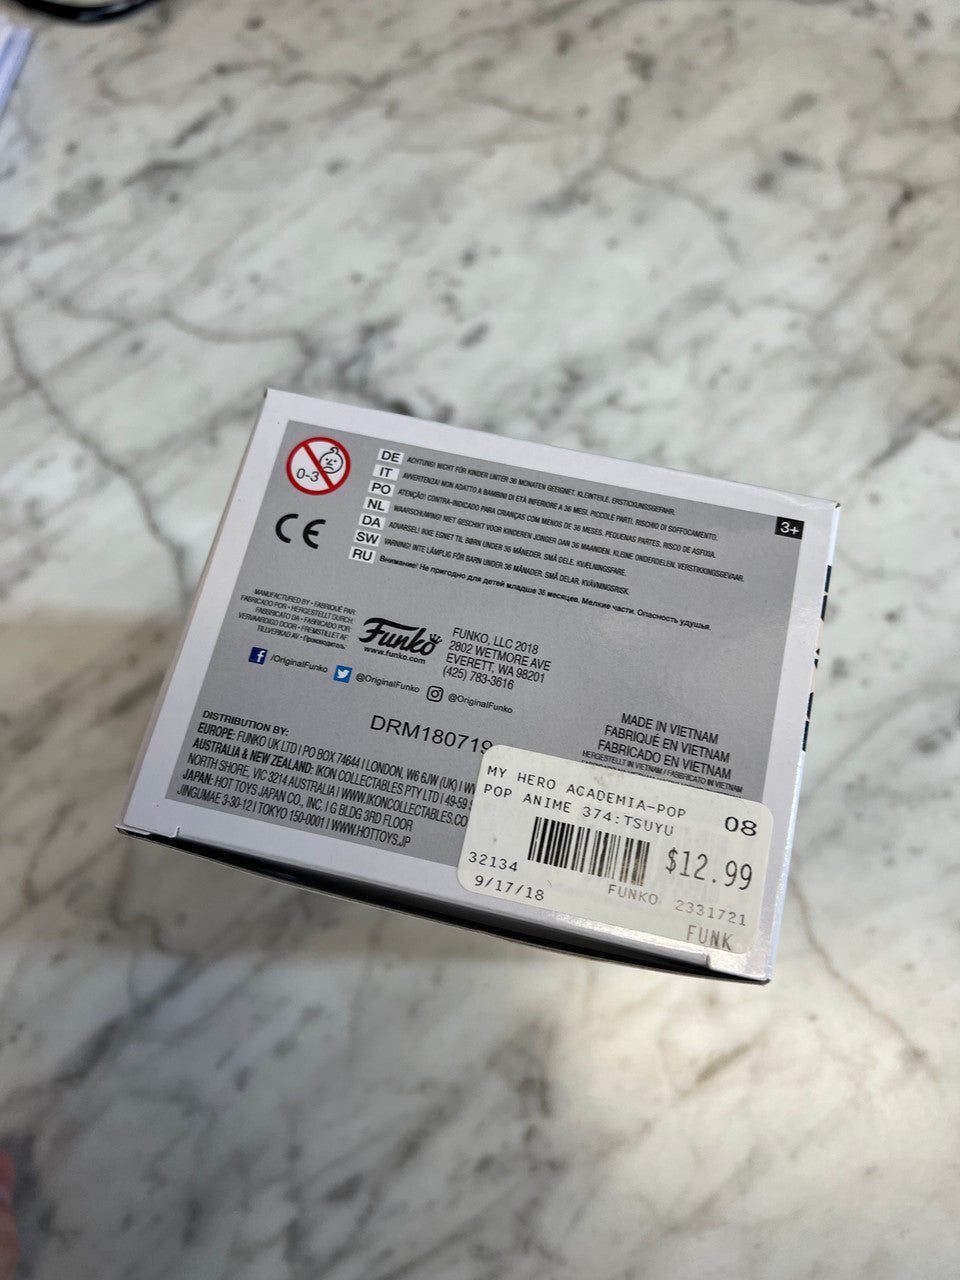 0-3
CE
3+
DE ACHTUNG! NICHT FÜR KINDER UNTER 36 MONATEN GEEIGNET. KLEINTEILE. ERSTICKUNGSGEFAHR.
IT AVVERTENZA! NON ADATTO A BAMBINI DI ETÀ INFERIORE A 36 MESI. PICCOLE PARTI. RISCHIO DI SOFFOCAMENTO.
PO ATENÇÃO! CONTRA-INDICADO PARA CRIANÇAS COM MENOS DE 36 MESES. PEQUENAS PARTES. RISCO DE ASFIXIA.
NL WAARSCHUWING! NIET GESCHIKT VOOR KINDEREN JONGER DAN 36 MAANDEN. KLEINE ONDERDELEN. VERSTIKKINGSGEVAAR.
DA ADVARSEL! IKKE EGNET TIL BØRN UNDER 36 MÅNEDER. SMÅ DELE. KVÆLNINGSFARE.
SW VARNING! INTE LÄMPLIG FÖR BARN UNDER 36 MÅNADER. SMÅ DELAR. KVÄVNINGSRISK.
RU Внимание! Не пригодно для детей младше 36 месяцев. Мелкие части. Опасность удушья.
MANUFACTURED BY • FABRIQUÉ PAR:
FABRICADO POR • HERGESTELLT DURCH:
FABBRICATO DA • FABRICADO POR:
VERVAARDIGD DOOR • FREMSTILLET AF
TILLVERKAD AV • Производитель:
Funko
www.funko.com
FUNKO, LLC 2018
2802 WETMORE AVE
EVERETT, WA 98201
(425) 783-3616
/OriginalFunko
@OriginalFunko
@OriginalFunko
DRM180719
DISTRIBUTION BY:
EUROPE: FUNKO UK LTD | PO BOX 74644 | LONDON, W6 6JW (UK) |
AUSTRALIA & NEW ZEALAND: IKON COLLECTABLES PTY LTD | 49-59
NORTH SHORE, VIC 3214 AUSTRALIA | WWW.IKONCOLLECTABLES.CO
JAPAN: HOT TOYS JAPAN CO., INC. | G BLDG 3RD FLOOR
JINGUMAE 3-30-12 | TOKYO 150-0001 | WWW.HOTTOYS.JP
MADE IN VIETNAM
FABRIQUÉ EN VIETNAM
FABRICADO EN VIETNAM
HERGESTELLT IN VIETNAM / FABBRICATO IN VIETNAM
MY HERO ACADEMIA-POP
POP ANIME 374:TSUYU
08
$12.99
32134
9/17/18
FUNKO 2331721
FUNK